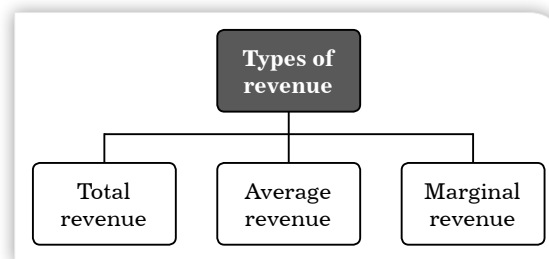 Types of
revenue
Total
revenue
Average
revenue
Marginal
revenue